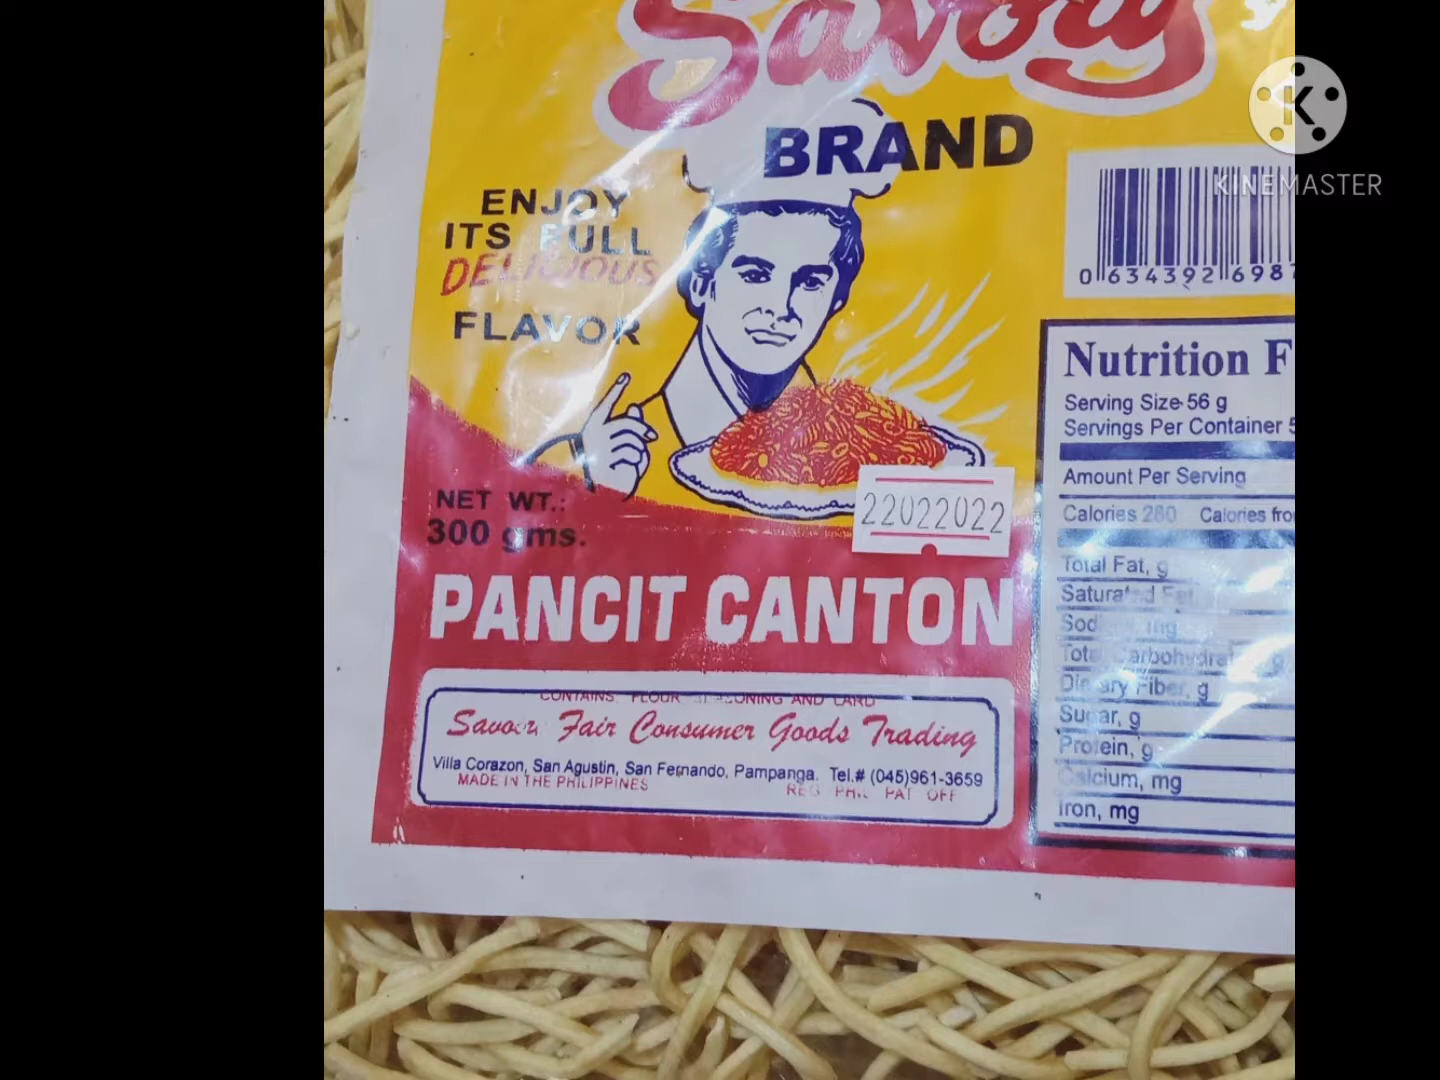 Savory
BRAND
KINEMASTER
ENJOY
ITS FULL
DELICIOUS
FLAVOR
0 634392 698
Nutrition F
Serving Size 56 g
Servings Per Container 5
Amount Per Serving
Calories 280 Calories fro
Total Fat, g
Saturated Fat
Sodium, mg
Total Carbohydrate, g
Dietary Fiber, g
Sugar, g
Protein, g
Calcium, mg
Iron, mg
NET WT.:
300 gms.
22022022
PANCIT CANTON
CONTAINS: FLOUR SEASONING AND LARD
Savory Fair Consumer Goods Trading
Villa Corazon, San Agustin, San Fernando, Pampanga. Tel.# (045)961-3659
MADE IN THE PHILIPPINES REG PHIL PAT OFF